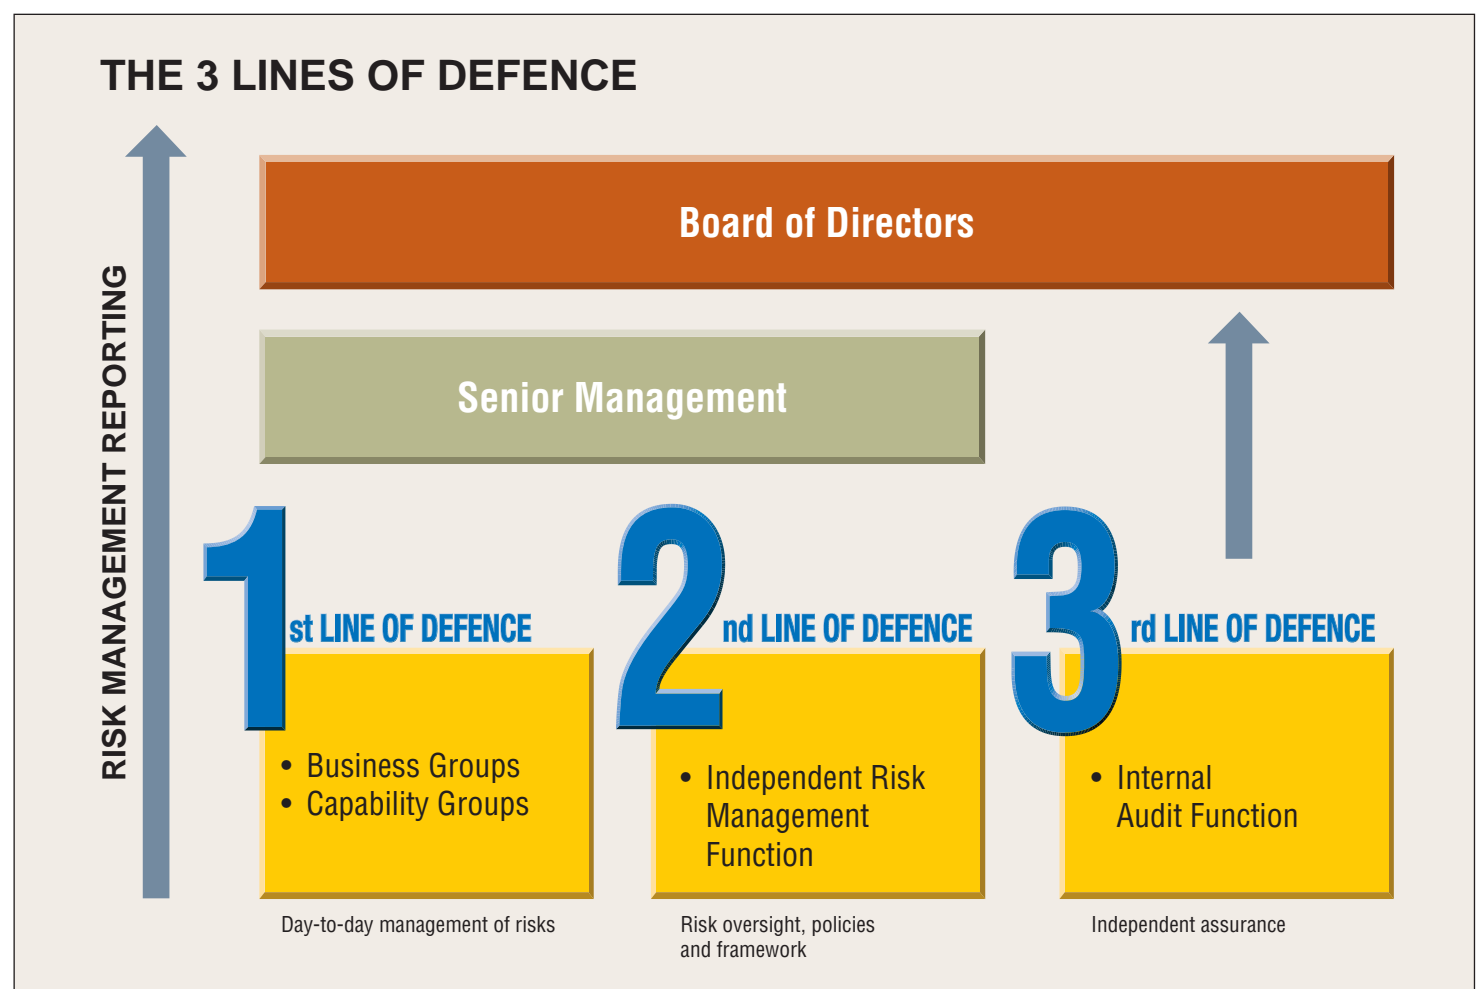 THE 3 LINES OF DEFENCE
RISK MANAGEMENT REPORTING
Board of Directors
Senior Management
1st LINE OF DEFENCE
• Business Groups
• Capability Groups
Day-to-day management of risks
2nd LINE OF DEFENCE
• Independent Risk
Management
Function
Risk oversight, policies
and framework
3rd LINE OF DEFENCE
• Internal
Audit Function
Independent assurance